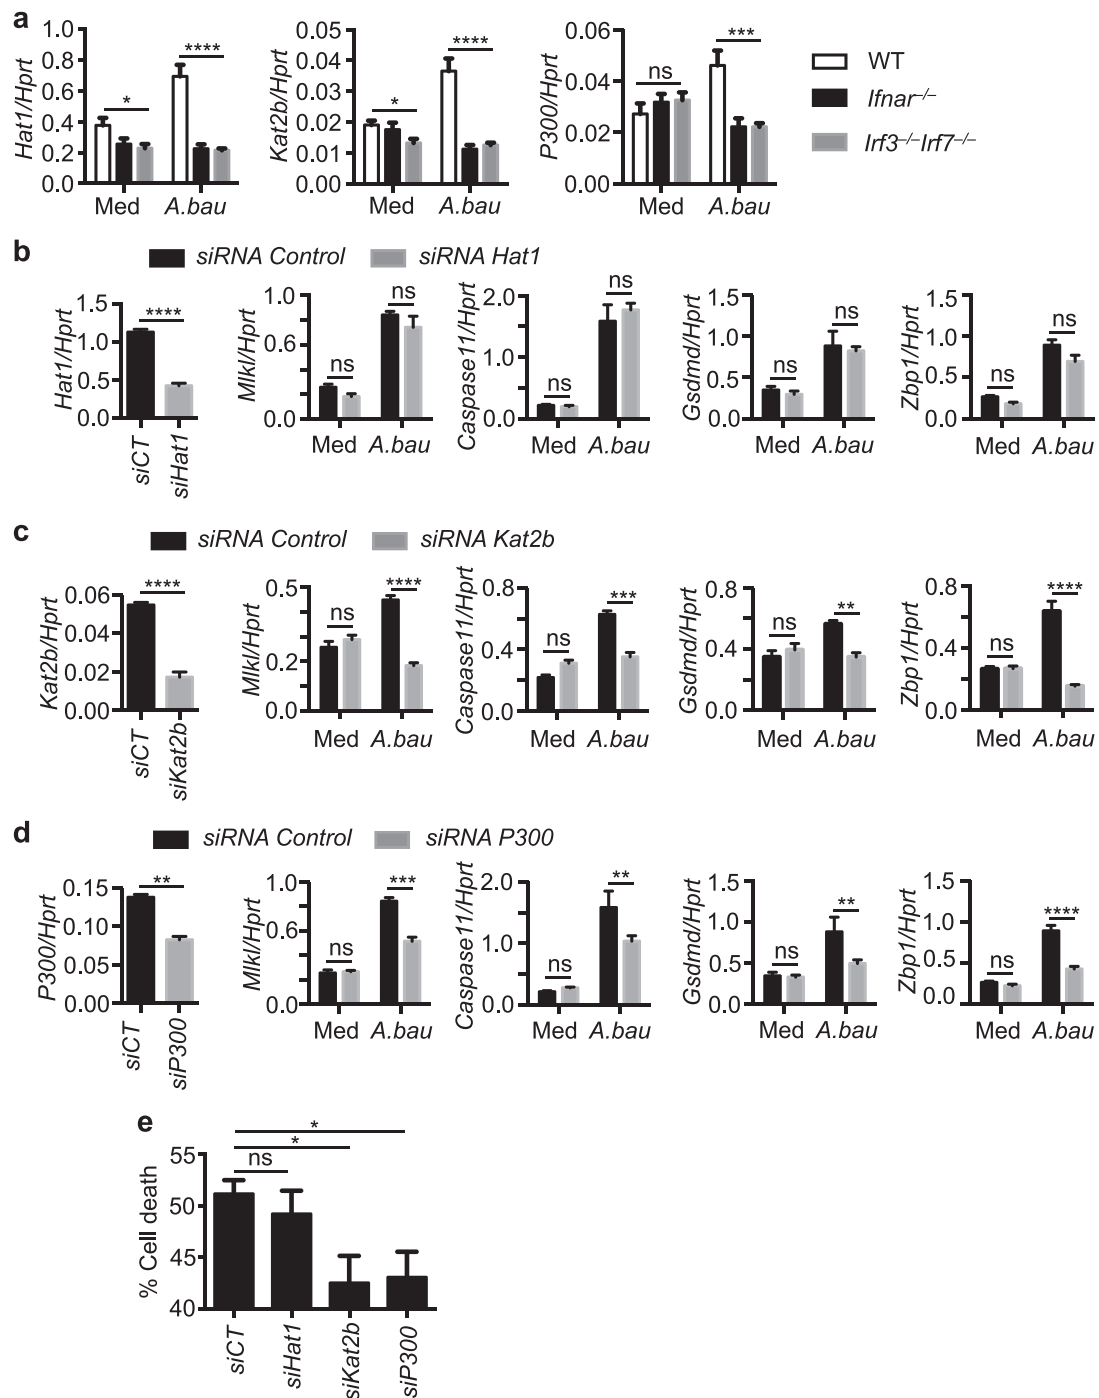 a
Hat1/Hprt
1.0
0.8
0.6
0.4
0.2
0.0
*
****
Med
A.bau
Kat2b/Hprt
0.05
0.04
0.03
0.02
0.01
0.00
*
****
Med
A.bau
P300/Hprt
0.06
0.04
0.02
0.00
ns
***
Med
A.bau
WT
Ifnar–/–
Irf3–/–Irf7–/–
b
siRNA Control
siRNA Hat1
Hat1/Hprt
1.5
1.0
0.5
0.0
****
siCT
siHat1
Mlkl/Hprt
1.0
0.6
0.0
ns
ns
Med
A.bau
Caspase11/Hprt
2.0
1.0
0.0
ns
ns
Med
A.bau
Gsdmd/Hprt
1.5
1.0
0.5
0.0
ns
ns
Med
A.bau
Zbp1/Hprt
1.5
1.0
0.5
0.0
ns
ns
Med
A.bau
c
siRNA Control
siRNA Kat2b
Kat2b/Hprt
0.06
0.04
0.02
0.00
****
siCT
siKat2b
Mlkl/Hprt
0.5
0.2
0.0
ns
****
Med
A.bau
Caspase11/Hprt
0.8
0.4
0.0
ns
***
Med
A.bau
Gsdmd/Hprt
0.8
0.4
0.0
ns
**
Med
A.bau
Zbp1/Hprt
0.8
0.4
0.0
ns
****
Med
A.bau
d
siRNA Control
siRNA P300
P300/Hprt
0.15
0.10
0.15
0.00
**
siCT
siP300
Mlkl/Hprt
1.0
0.6
0.0
ns
***
Med
A.bau
Caspase11/Hprt
2.0
1.0
0.0
ns
**
Med
A.bau
Gsdmd/Hprt
1.5
1.0
0.5
0.0
ns
**
Med
A.bau
Zbp1/Hprt
1.5
1.0
0.5
0.0
ns
****
Med
A.bau
e
% Cell death
55
50
45
40
*
*
ns
siCT
siHat1
siKat2b
siP300